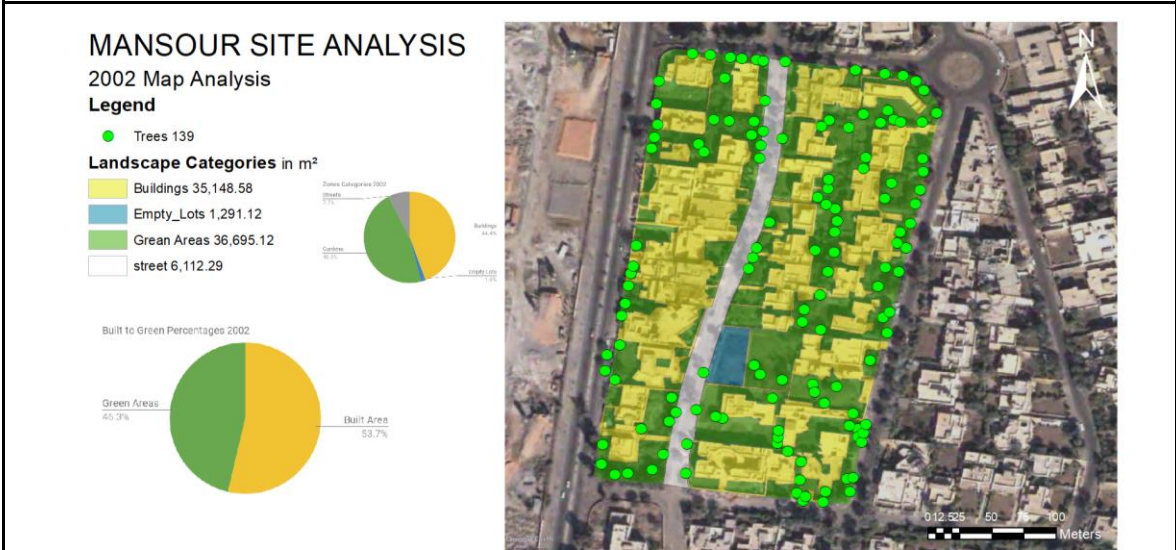 MANSOUR SITE ANALYSIS
2002 Map Analysis
Legend
Trees 139
Landscape Categories in m²
Buildings 35,148.58
Empty_Lots 1,291.12
Grean Areas 36,695.12
street 6,112.29
Zones Categories 2002
Streets
Buildings
44.4%
Gardens
Empty Lots
Built to Green Percentages 2002
Green Areas
46.3%
Built Area
53.7%
N
0 12.5 25 50 75 100
Meters